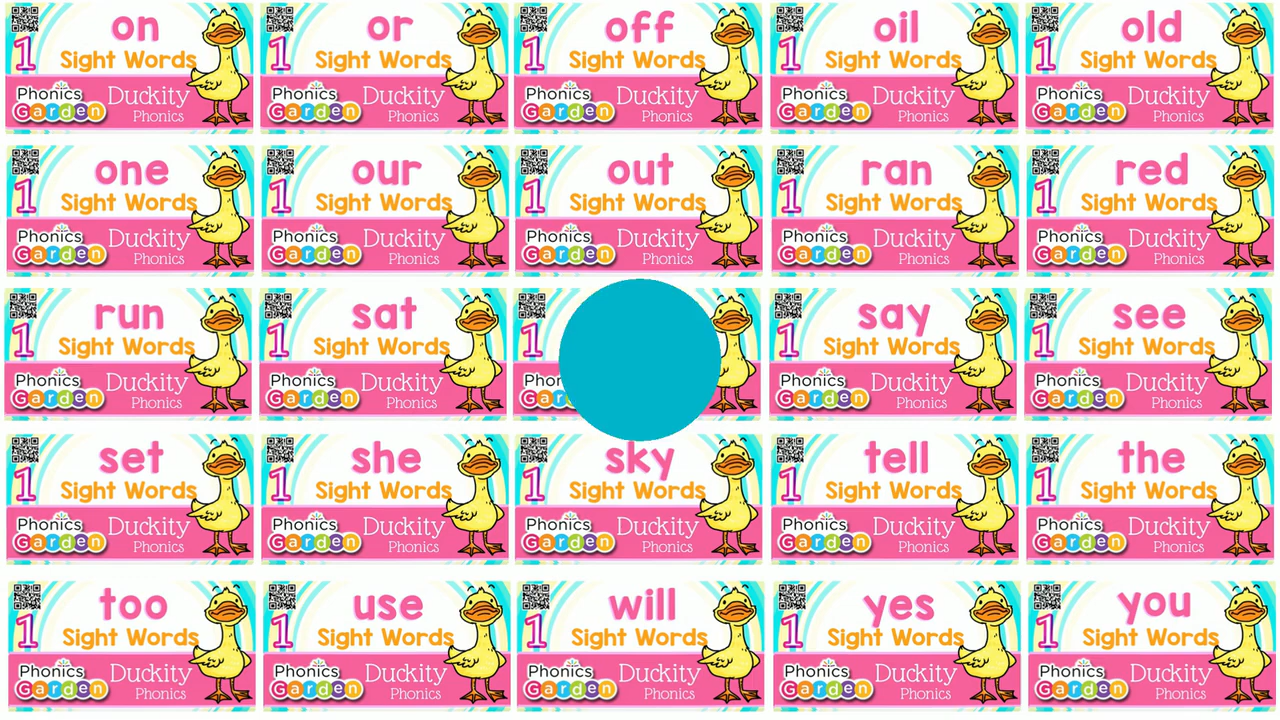 on
1 Sight Words
Phonics
Garden
Duckity
Phonics
or
1 Sight Words
Phonics
Garden
Duckity
Phonics
off
1 Sight Words
Phonics
Garden
Duckity
Phonics
oil
1 Sight Words
Phonics
Garden
Duckity
Phonics
old
1 Sight Words
Phonics
Garden
Duckity
Phonics
one
1 Sight Words
Phonics
Garden
Duckity
Phonics
our
1 Sight Words
Phonics
Garden
Duckity
Phonics
out
1 Sight Words
Phonics
Garden
Duckity
Phonics
ran
1 Sight Words
Phonics
Garden
Duckity
Phonics
red
1 Sight Words
Phonics
Garden
Duckity
Phonics
run
1 Sight Words
Phonics
Garden
Duckity
Phonics
sat
1 Sight Words
Phonics
Garden
Duckity
Phonics
1
say
1 Sight Words
Phonics
Garden
Duckity
Phonics
see
1 Sight Words
Phonics
Garden
Duckity
Phonics
set
1 Sight Words
Phonics
Garden
Duckity
Phonics
she
1 Sight Words
Phonics
Garden
Duckity
Phonics
sky
1 Sight Words
Phonics
Garden
Duckity
Phonics
tell
1 Sight Words
Phonics
Garden
Duckity
Phonics
the
1 Sight Words
Phonics
Garden
Duckity
Phonics
too
1 Sight Words
Phonics
Garden
Duckity
Phonics
use
1 Sight Words
Phonics
Garden
Duckity
Phonics
will
1 Sight Words
Phonics
Garden
Duckity
Phonics
yes
1 Sight Words
Phonics
Garden
Duckity
Phonics
you
1 Sight Words
Phonics
Garden
Duckity
Phonics